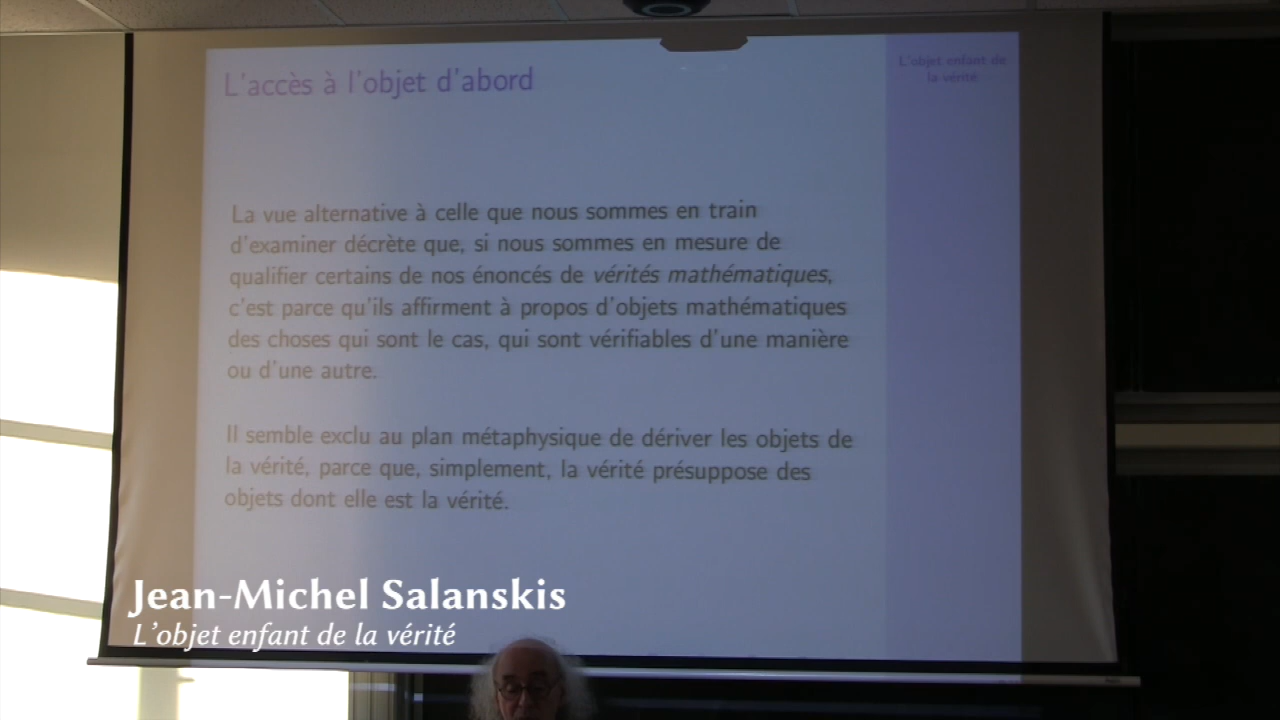 L'accès à l'objet d'abord
L'objet enfant de
la vérité
La vue alternative à celle que nous sommes en train
d'examiner décrète que, si nous sommes en mesure de
qualifier certains de nos énoncés de vérités mathématiques,
c'est parce qu'ils affirment à propos d'objets mathématiques
des choses qui sont le cas, qui sont vérifiables d'une manière
ou d'une autre.
Il semble exclu au plan métaphysique de dériver les objets de
la vérité, parce que, simplement, la vérité présuppose des
objets dont elle est la vérité.
Jean-Michel Salanskis
L'objet enfant de la vérité